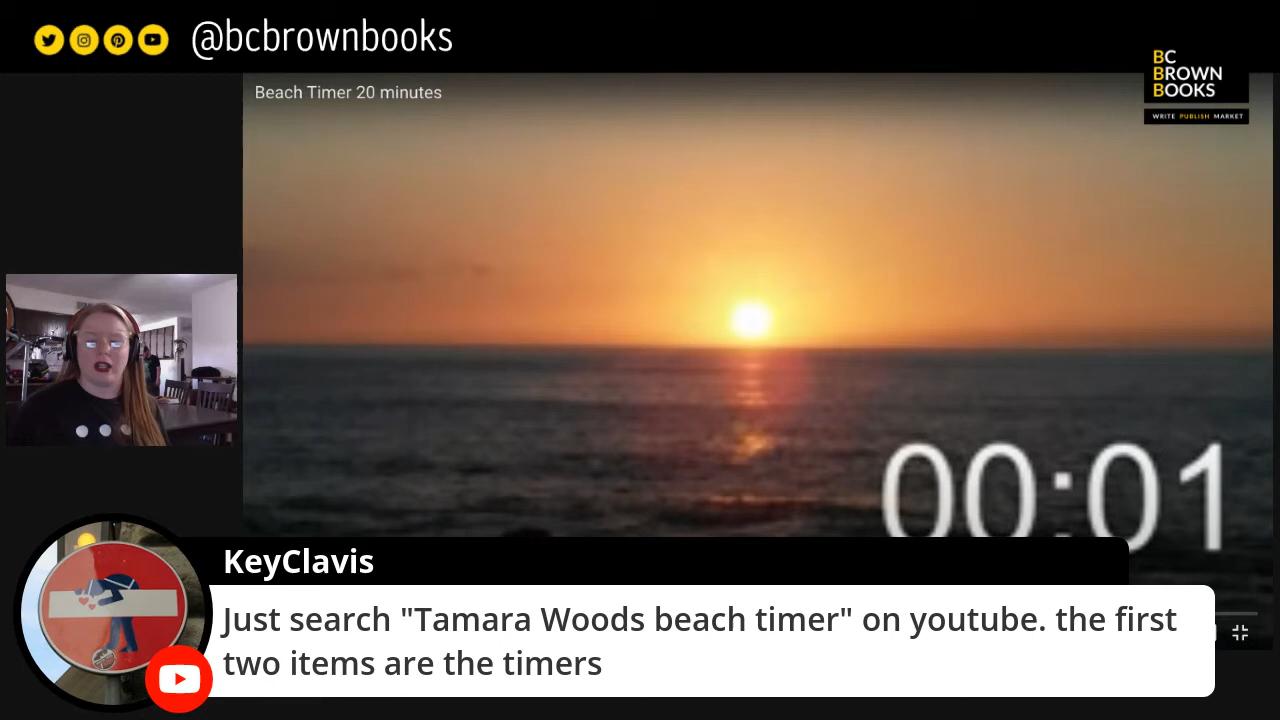 @bcbrownbooks
BC
BROWN
BOOKS
WRITE PUBLISH MARKET
Beach Timer 20 minutes
00:01
KeyClavis
Just search "Tamara Woods beach timer" on youtube. the first
two items are the timers